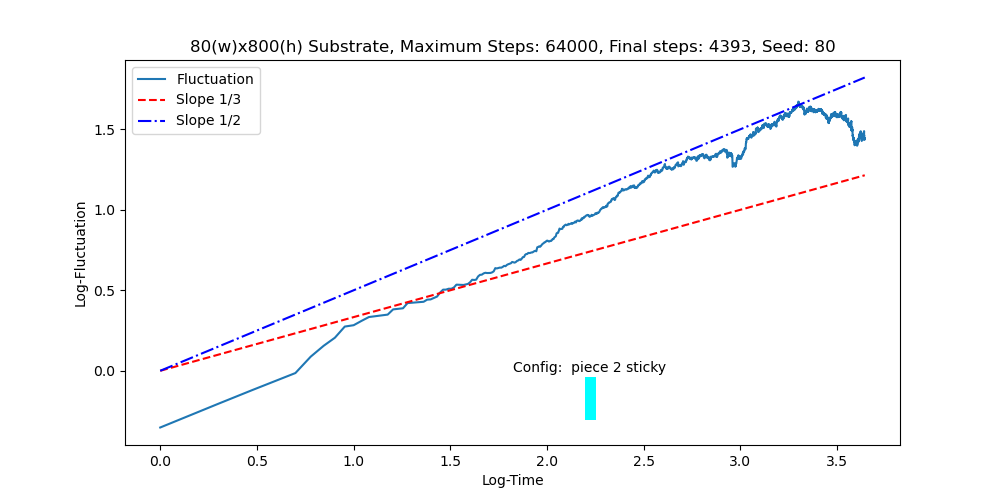 80(w)x800(h) Substrate, Maximum Steps: 64000, Final steps: 4393, Seed: 80
Fluctuation
Slope 1/3
Slope 1/2
1.5
1.0
0.5
0.0
Log-Fluctuation
Config:  piece 2 sticky
0.0 0.5 1.0 1.5 2.0 2.5 3.0 3.5
Log-Time